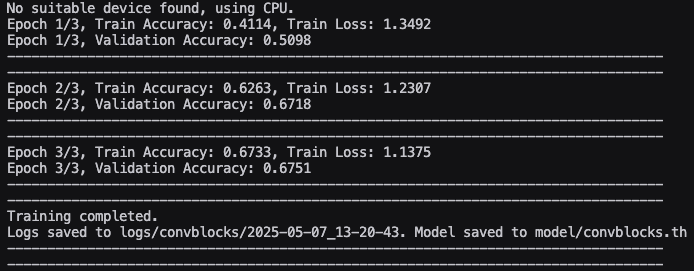 No suitable device found, using CPU.
Epoch 1/3, Train Accuracy: 0.4114, Train Loss: 1.3492
Epoch 1/3, Validation Accuracy: 0.5098
Epoch 2/3, Train Accuracy: 0.6263, Train Loss: 1.2307
Epoch 2/3, Validation Accuracy: 0.6718
Epoch 3/3, Train Accuracy: 0.6733, Train Loss: 1.1375
Epoch 3/3, Validation Accuracy: 0.6751
Training completed.
Logs saved to logs/convblocks/2025-05-07_13-20-43. Model saved to model/convblocks.th